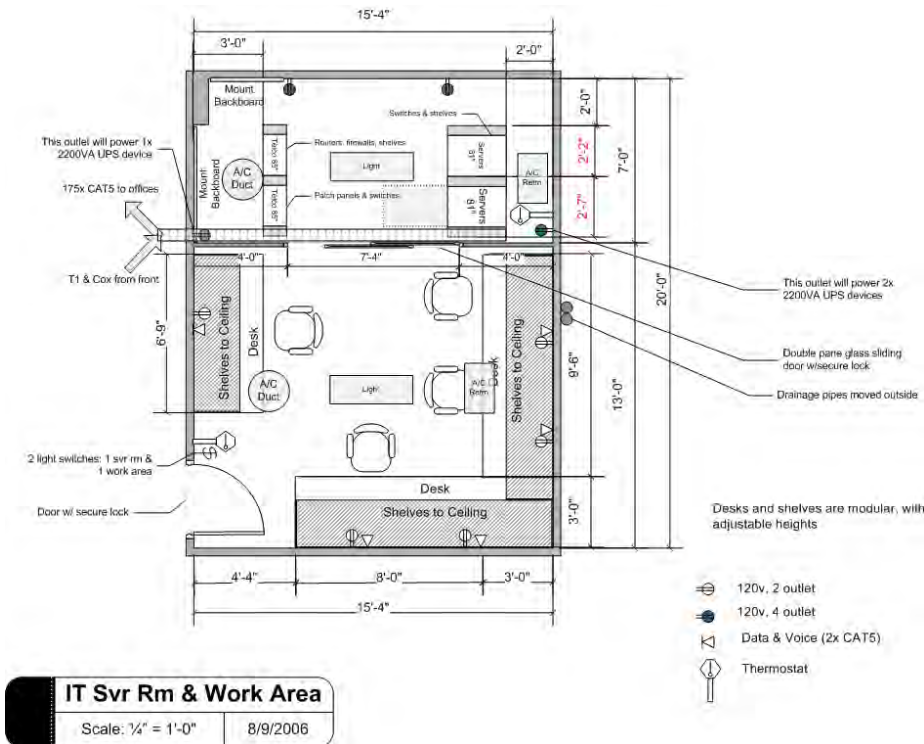 15'-4"
3'-0"
2'-0"
Mount
Backboard
Switches & shelves
2'-0"
This outlet will power 1x
2200VA UPS device
Mount
Backboard
Telco 85"
Routers, firewalls, shelves
Light
Servers
81"
A/C
Retrn
2'-2"
7'-0"
175x CAT5 to offices
A/C
Duct
Telco 85"
Patch panels & switches
Servers
81"
2'-7"
T1 & Cox from front
4'-0"
7'-4"
4'-0"
This outlet will power 2x
2200VA UPS devices
20'-0"
6'-9"
Shelves to Ceiling
Desk
Desk
Shelves to Ceiling
9'-6"
13'-0"
Double pane glass sliding
door w/secure lock
A/C
Duct
Light
A/C
Retrn
Drainage pipes moved outside
2 light switches: 1 svr rm &
1 work area
Desk
Shelves to Ceiling
3'-0"
Door w/ secure lock
Desks and shelves are modular, with
adjustable heights
4'-4"
8'-0"
3'-0"
15'-4"
120v, 2 outlet
120v, 4 outlet
Data & Voice (2x CAT5)
Thermostat
IT Svr Rm & Work Area
Scale: ¼" = 1'-0"
8/9/2006